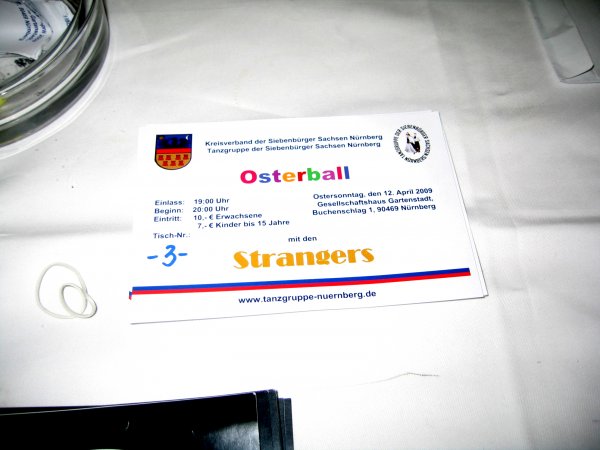 Kreisverband der Siebenbürger Sachsen Nürnberg
Tanzgruppe der Siebenbürger Sachsen Nürnberg
Osterball
Einlass: 19:00 Uhr
Beginn: 20:00 Uhr
Eintritt: 10,- € Erwachsene
7,- € Kinder bis 15 Jahre
Ostersonntag, den 12. April 2009
Gesellschaftshaus Gartenstadt,
Buchenschlag 1, 90469 Nürnberg
Tisch-Nr.:
-3-
mit den
Strangers
www.tanzgruppe-nuernberg.de